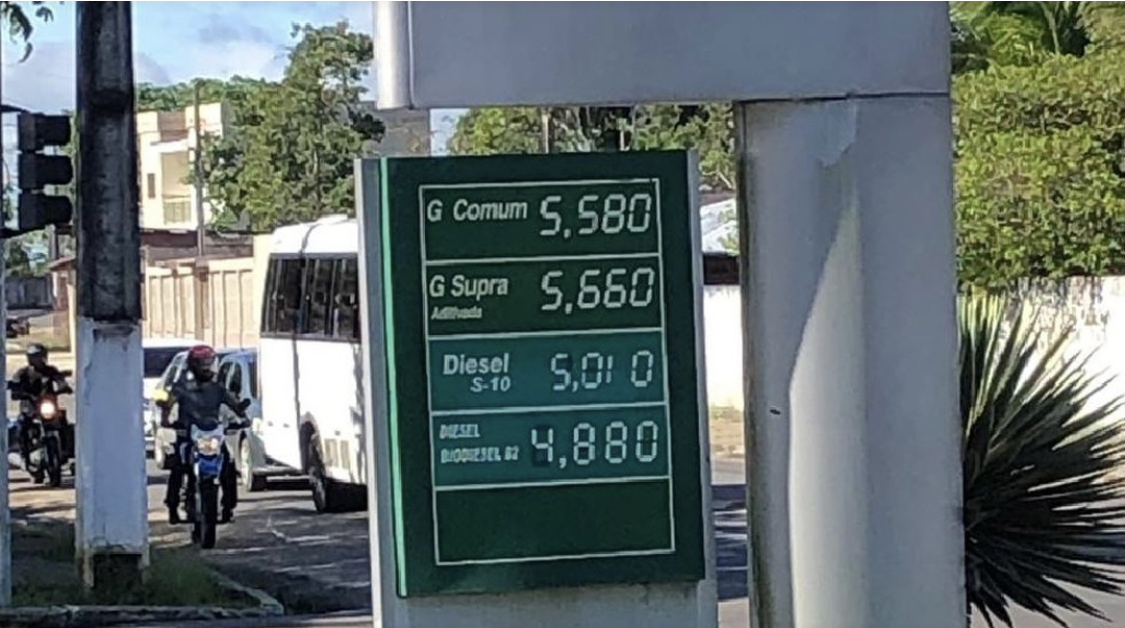 G Comum 5,580
G Supra 5,660
Aditivada
Diesel 5,010
S-10
DIESEL
BIODIESEL B2 4,880